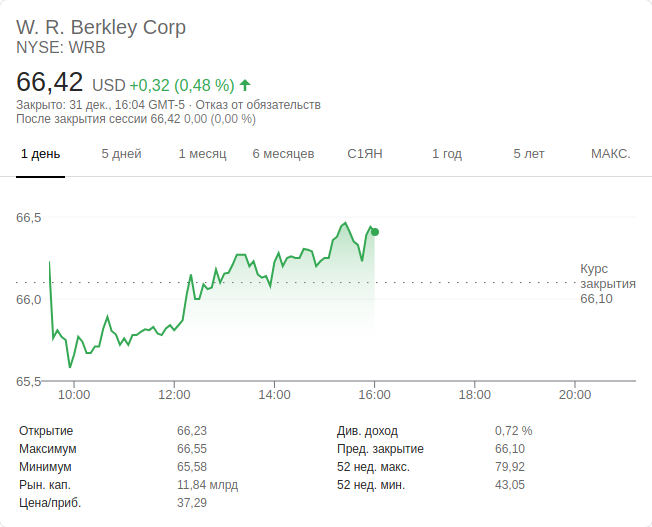 W. R. Berkley Corp
NYSE: WRB
66,42 USD +0,32 (0,48 %)
Закрыто: 31 дек., 16:04 GMT-5 · Отказ от обязательств
После закрытия сессии 66,42 0,00 (0,00 %)
1 день 5 дней 1 месяц 6 месяцев С1ЯН 1 год 5 лет МАКС.
66,5
Курс
закрытия
66,10
66,0
65,5
10:00 12:00 14:00 16:00 18:00 20:00
Открытие 66,23 Див. доход 0,72 %
Максимум 66,55 Пред. закрытие 66,10
Минимум 65,58 52 нед. макс. 79,92
Рын. кап. 11,84 млрд 52 нед. мин. 43,05
Цена/приб. 37,29